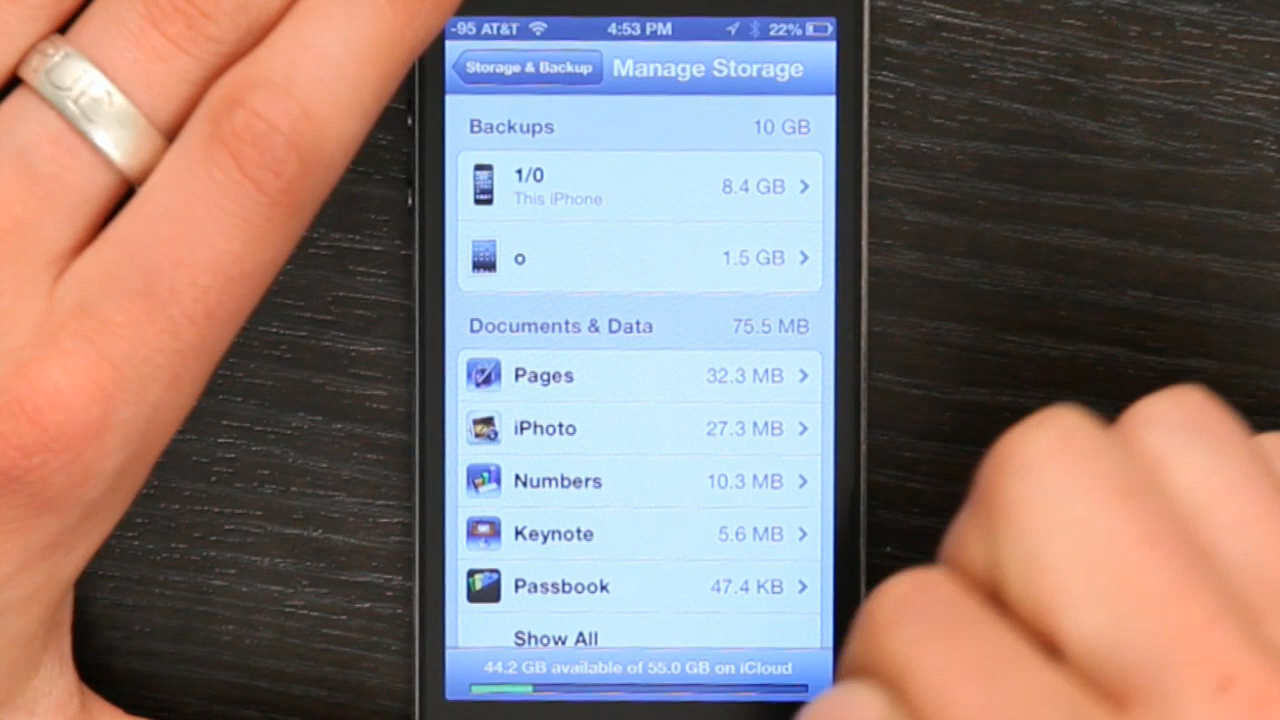 -95 AT&T 4:53 PM 22%
Storage & Backup Manage Storage
Backups 10 GB
1/0
This iPhone
8.4 GB
o 1.5 GB
Documents & Data 75.5 MB
Pages 32.3 MB
iPhoto 27.3 MB
Numbers 10.3 MB
Keynote 5.6 MB
Passbook 47.4 KB
Show All
44.2 GB available of 55.0 GB on iCloud